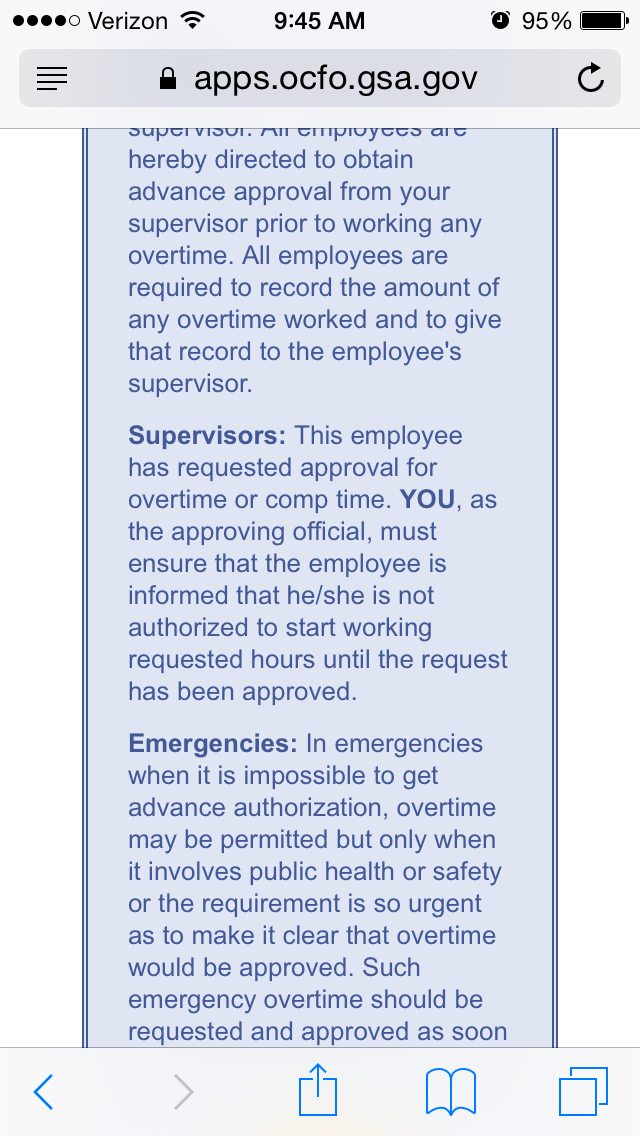 Verizon 9:45 AM 95%
apps.ocfo.gsa.gov
supervisor. All employees are
hereby directed to obtain
advance approval from your
supervisor prior to working any
overtime. All employees are
required to record the amount of
any overtime worked and to give
that record to the employee's
supervisor.
Supervisors: This employee
has requested approval for
overtime or comp time. YOU, as
the approving official, must
ensure that the employee is
informed that he/she is not
authorized to start working
requested hours until the request
has been approved.
Emergencies: In emergencies
when it is impossible to get
advance authorization, overtime
may be permitted but only when
it involves public health or safety
or the requirement is so urgent
as to make it clear that overtime
would be approved. Such
emergency overtime should be
requested and approved as soon